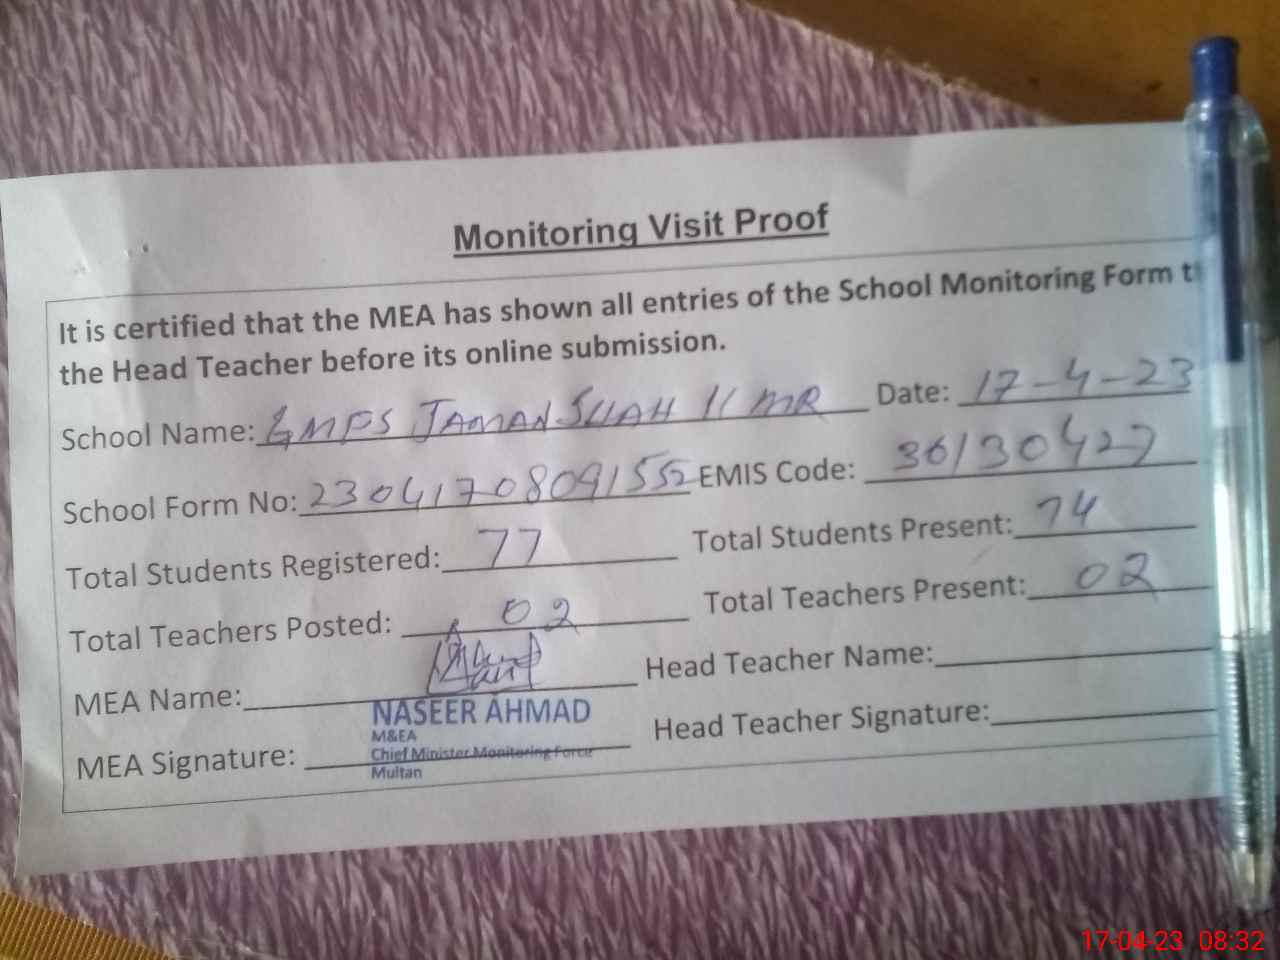 Monitoring Visit Proof
It is certified that the MEA has shown all entries of the School Monitoring Form t
the Head Teacher before its online submission.
School Name: GMPS JAMAN SHAH 11 MR Date: 17-4-23
School Form No: 23041708091552 EMIS Code: 36130427
Total Students Registered: 77 Total Students Present: 74
Total Teachers Posted: 02 Total Teachers Present: 02
MEA Name: Head Teacher Name:
NASEER AHMAD
M&EA
MEA Signature: Chief Minister Monitoring Force Head Teacher Signature:
Multan
17-04-23 08:32